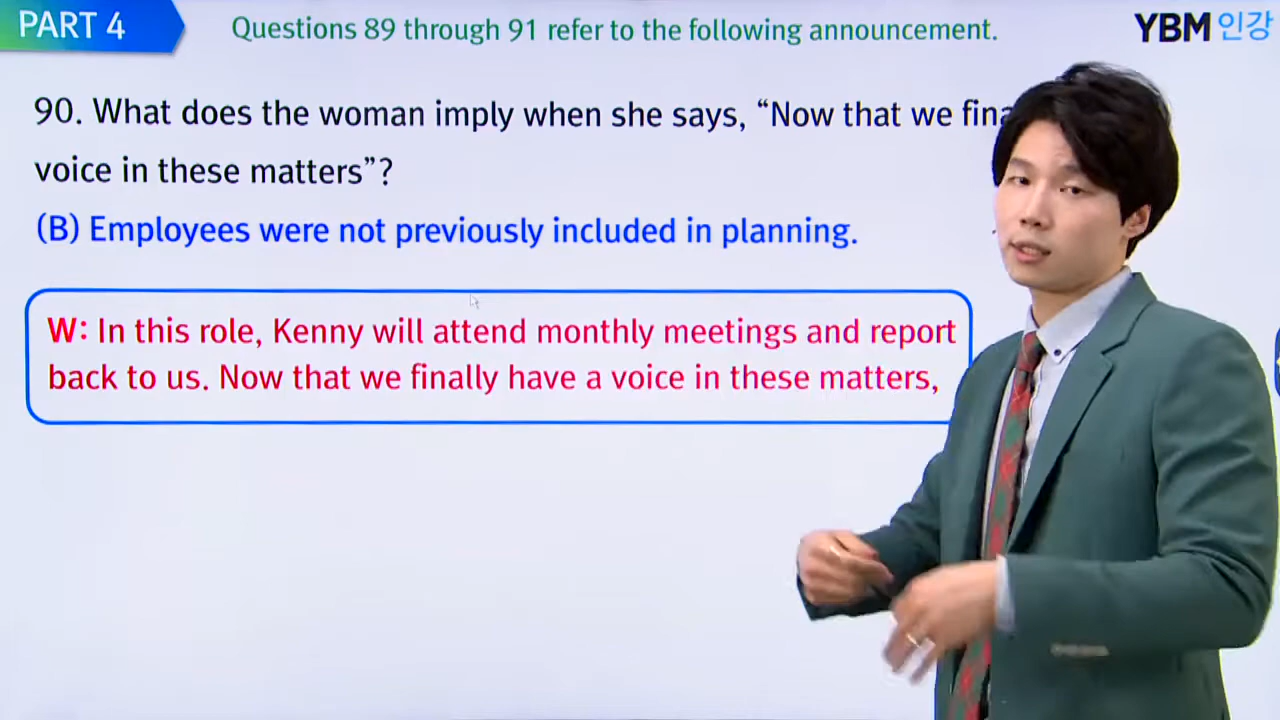 PART 4
Questions 89 through 91 refer to the following announcement.
YBM 인강
90. What does the woman imply when she says, “Now that we
voice in these matters”?
(B) Employees were not previously included in planning.
W: In this role, Kenny will attend monthly meetings and report
back to us. Now that we finally have a voice in these matters,